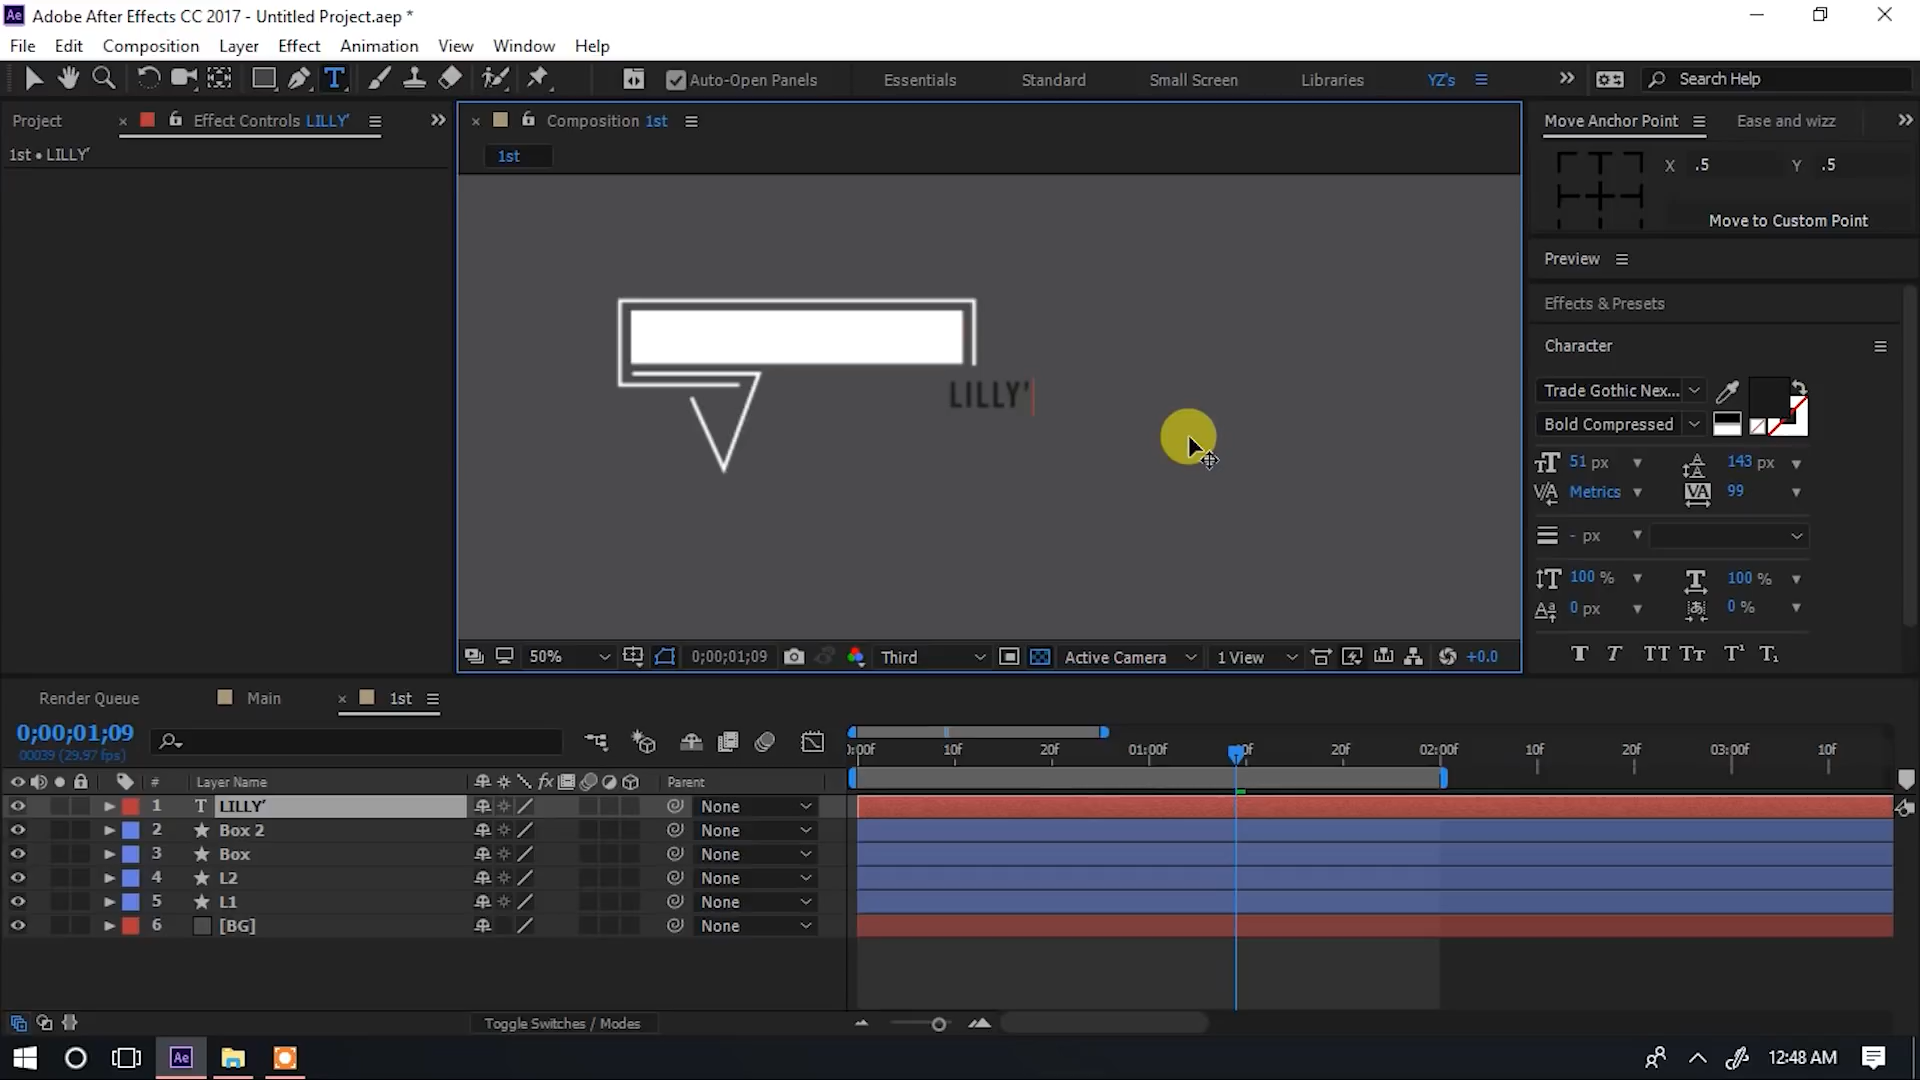 Adobe After Effects CC 2017 - Untitled Project.aep *
File Edit Composition Layer Effect Animation View Window Help
Auto-Open Panels Essentials Standard Small Screen Libraries YZ's Search Help
Project Effect Controls LILLY'
1st • LILLY'
Composition 1st
1st
LILLY'
50% 0;00;01;09 Third Active Camera 1 View +0.0
Move Anchor Point Ease and wizz
X .5 Y .5
Move to Custom Point
Preview
Effects & Presets
Character
Trade Gothic Nex...
Bold Compressed
51 px 143 px
Metrics 99
- px
100 % 100 %
0 px 0 %
T T TT Tт T¹ T₁
Render Queue Main 1st
0;00;01;09
00039 (29.97 fps)
0:00f 10f 20f 01:00f 10f 20f 02:00f 10f 20f 03:00f 10f
# Layer Name fx Parent
1 T LILLY' None
2 Box 2 None
3 Box None
4 L2 None
5 L1 None
6 [BG] None
Toggle Switches / Modes
Ae 12:48 AM